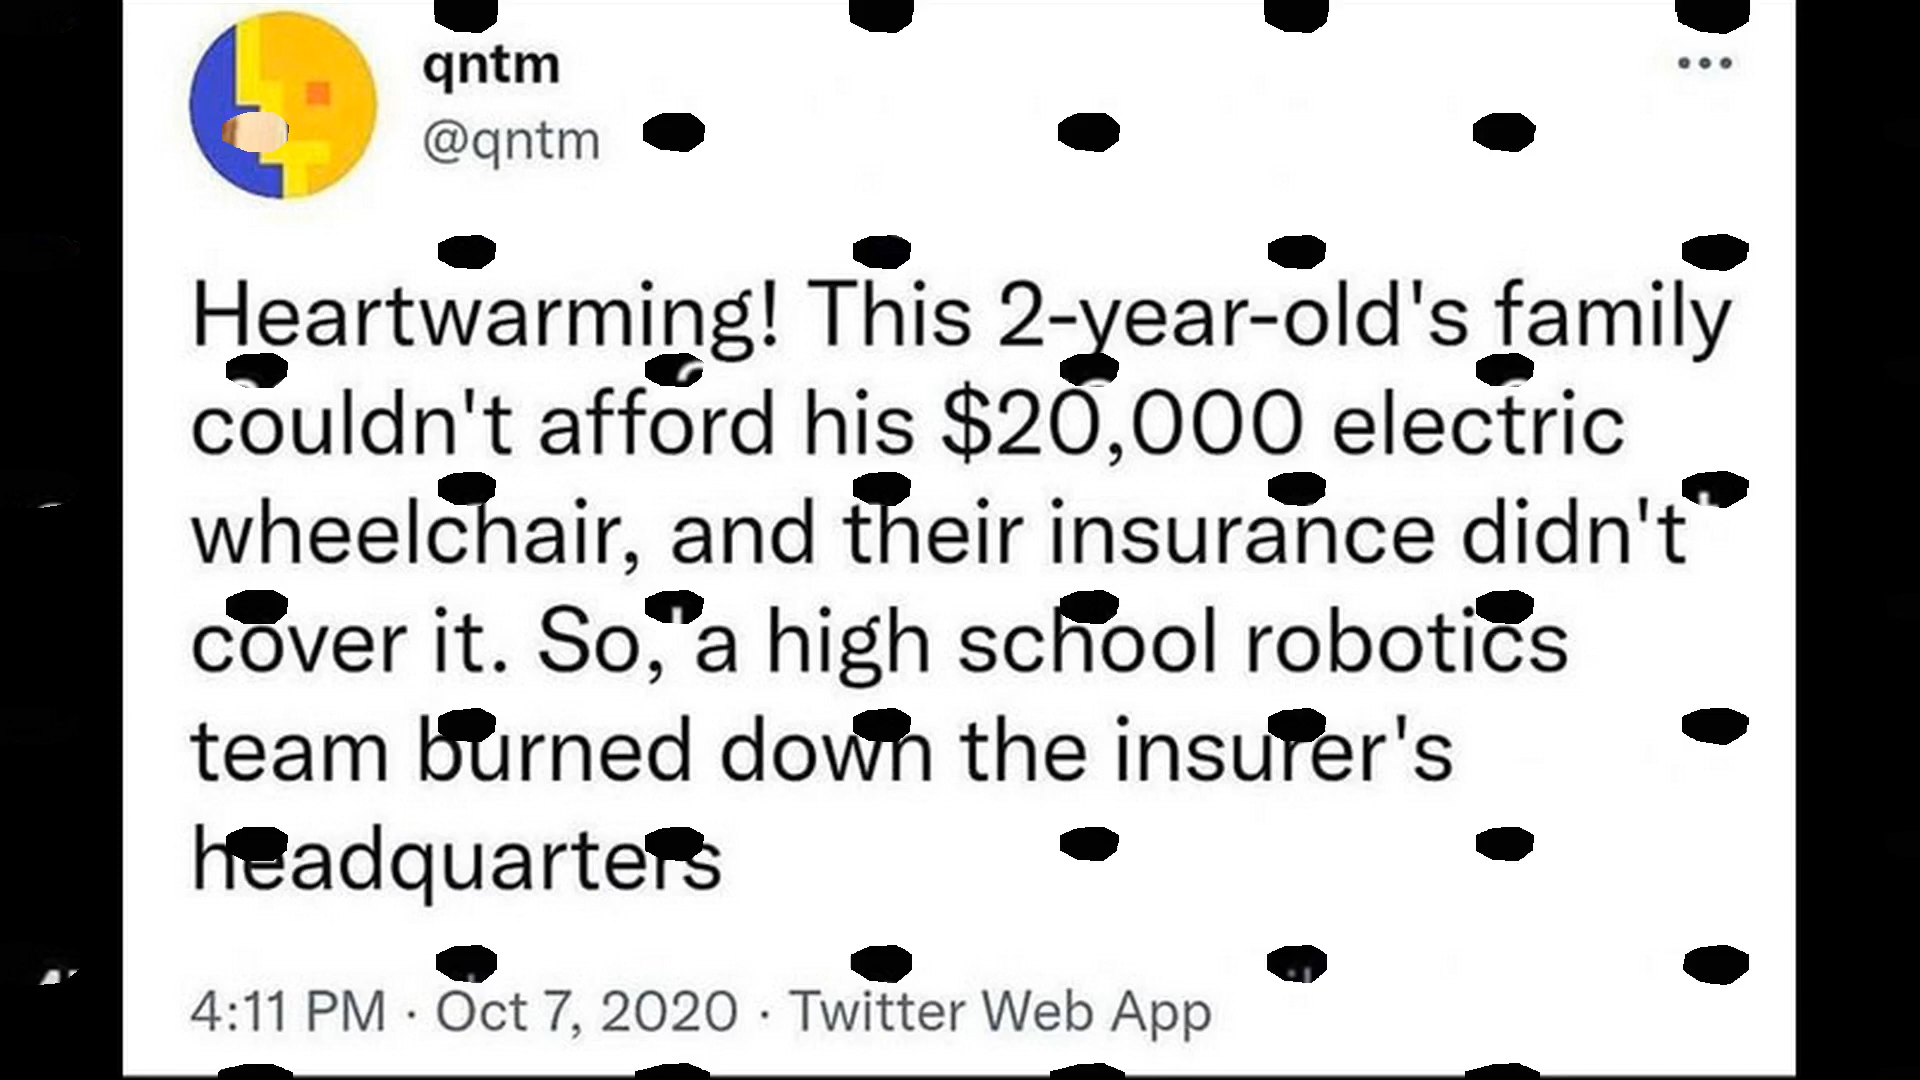 qntm
@qntm
Heartwarming! This 2-year-old's family
couldn't afford his $20,000 electric
wheelchair, and their insurance didn't
cover it. So, a high school robotics
team burned down the insurer's
headquarters
4:11 PM · Oct 7, 2020 · Twitter Web App